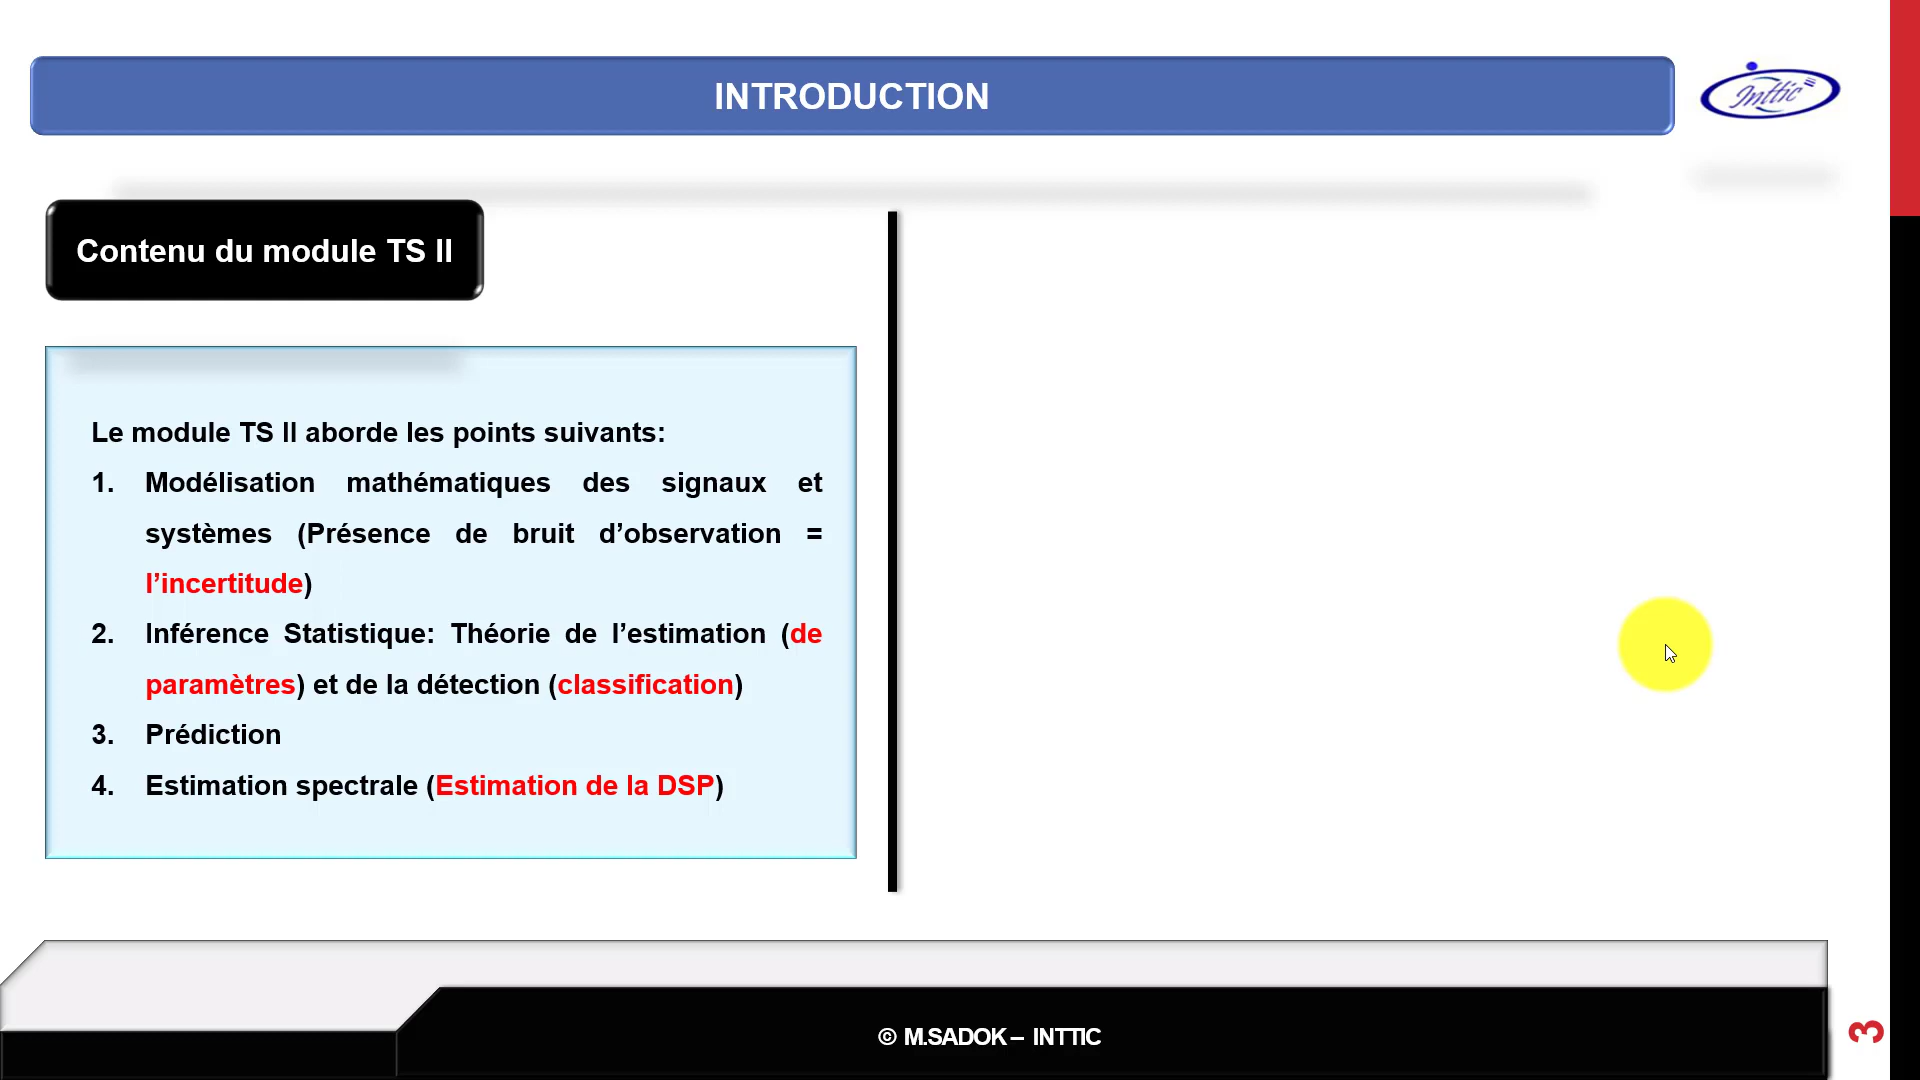 INTRODUCTION
Inttic
Contenu du module TS II
Le module TS II aborde les points suivants:
1. Modélisation mathématiques des signaux et
systèmes (Présence de bruit d’observation =
l’incertitude)
2. Inférence Statistique: Théorie de l’estimation (de
paramètres) et de la détection (classification)
3. Prédiction
4. Estimation spectrale (Estimation de la DSP)
© M.SADOK – INTTIC
3